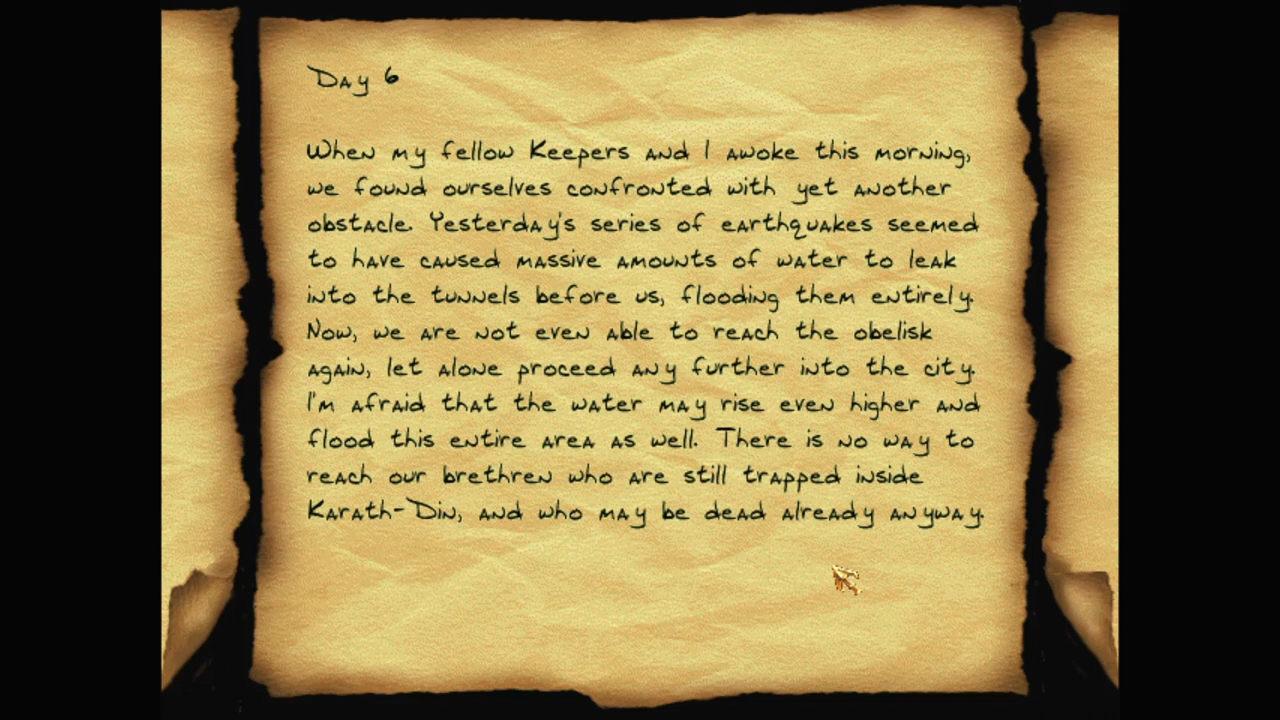 Day 6
When my fellow Keepers and I awoke this morning,
we found ourselves confronted with yet another
obstacle. Yesterday's series of earthquakes seemed
to have caused massive amounts of water to leak
into the tunnels before us, flooding them entirely.
Now, we are not even able to reach the obelisk
again, let alone proceed any further into the city.
I'm afraid that the water may rise even higher and
flood this entire area as well. There is no way to
reach our brethren who are still trapped inside
Karath-Din, and who may be dead already anyway.